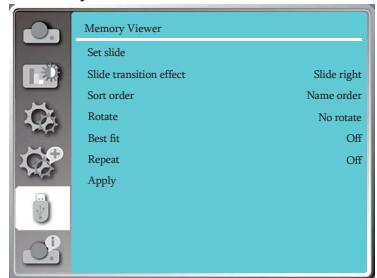 Memory Viewer
Set slide
Slide transition effect Slide right
Sort order Name order
Rotate No rotate
Best fit Off
Repeat Off
Apply